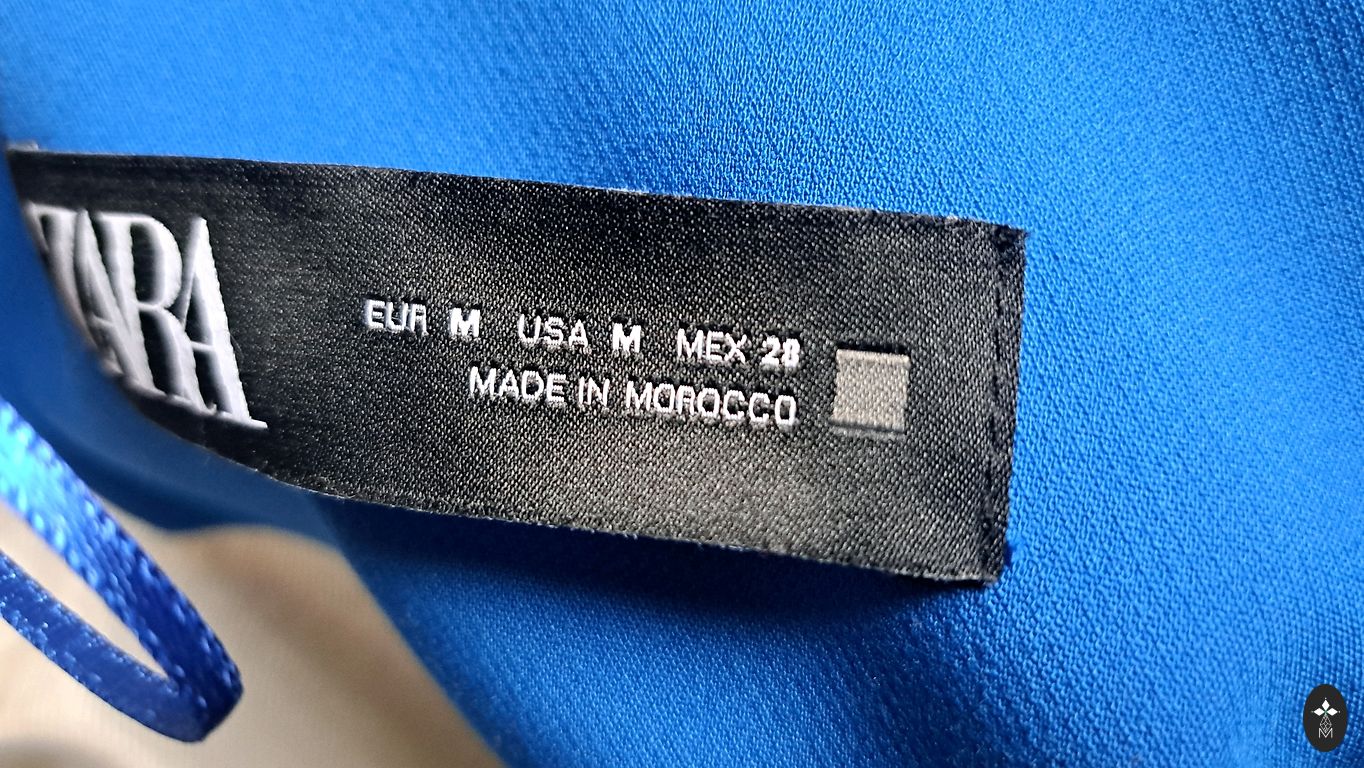 ZARA
EUR M USA M MEX 28
MADE IN MOROCCO
M